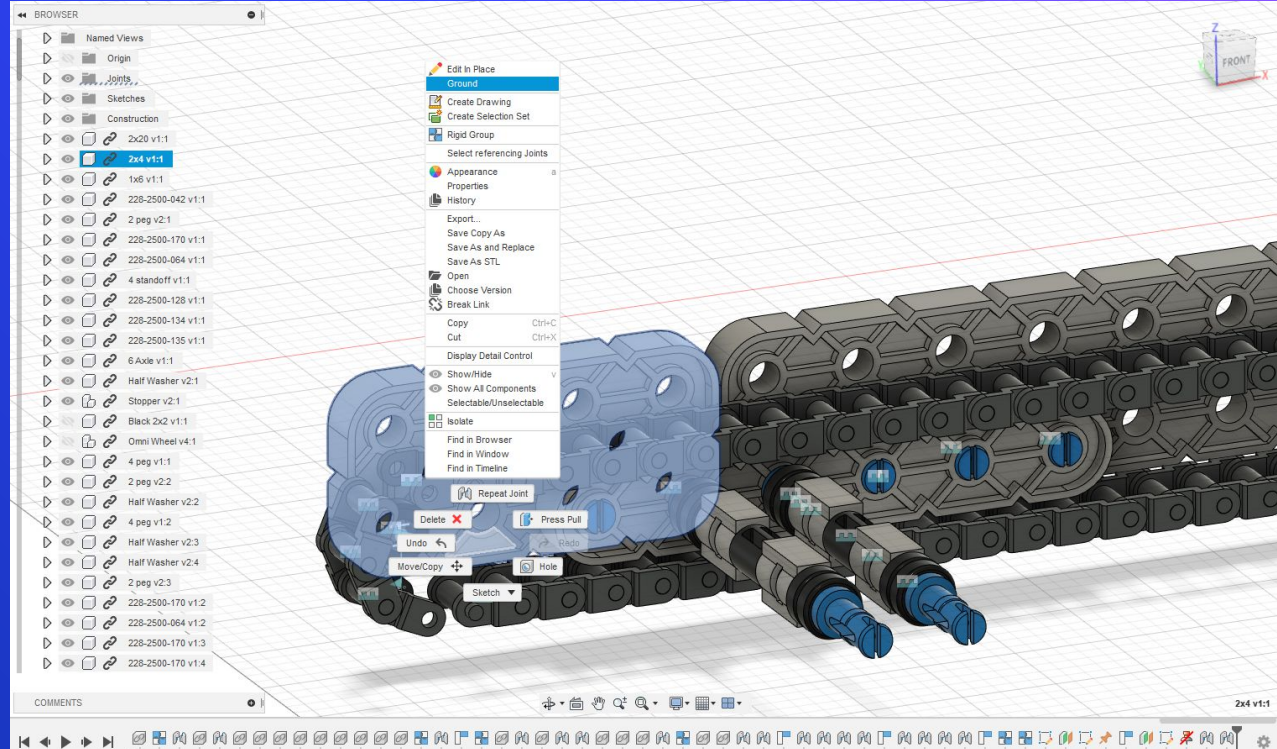 BROWSER
Named Views
Origin
Joints
Sketches
Construction
2x20 v1:1
2x4 v1:1
1x6 v1:1
228-2500-042 v1:1
2 peg v2:1
228-2500-170 v1:1
228-2500-064 v1:1
4 standoff v1:1
228-2500-128 v1:1
228-2500-134 v1:1
228-2500-135 v1:1
6 Axle v1:1
Half Washer v2:1
Stopper v2:1
Black 2x2 v1:1
Omni Wheel v4:1
4 peg v1:1
2 peg v2:2
Half Washer v2:2
4 peg v1:2
Half Washer v2:3
Half Washer v2:4
2 peg v2:3
228-2500-170 v1:2
228-2500-064 v1:2
228-2500-170 v1:3
228-2500-170 v1:4
COMMENTS
Edit In Place
Ground
Create Drawing
Create Selection Set
Rigid Group
Select referencing Joints
Appearance a
Properties
History
Export...
Save Copy As
Save As and Replace
Save As STL
Open
Choose Version
Break Link
Copy Ctrl+C
Cut Ctrl+X
Display Detail Control
Show/Hide v
Show All Components
Selectable/Unselectable
Isolate
Find in Browser
Find in Window
Find in Timeline
Repeat Joint
Delete
Press Pull
Undo
Redo
Move/Copy
Hole
Sketch
Z
FRONT
X
Y
2x4 v1:1